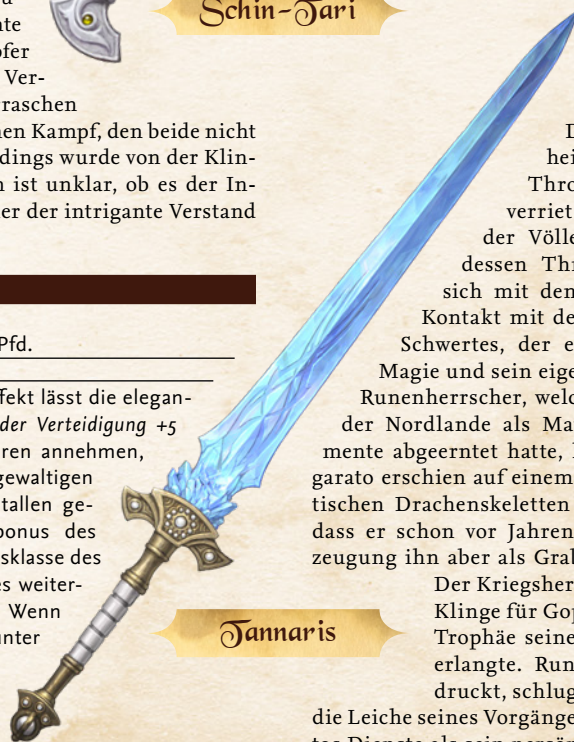 Schin-Tari
nte
pfer
Ver-
raschen
en Kampf, den beide nicht
dings wurde von der Klin-
ist unklar, ob es der In-
er der intrigante Verstand
Pfd.
fekt lässt die elegan-
der Verteidigung +5
ren annehmen,
gewaltigen
tallen ge-
bonus des
sklasse des
es weiter-
Wenn
unter
Tannaris
D
hei
Thro
verriet
der Völle
dessen Thr
sich mit den
Kontakt mit de
Schwertes, der e
Magie und sein eige
Runenherrscher, welc
der Nordlande als Ma
mente abgeerntet hatte,
garato erschien auf einem
tischen Drachenskeletten
dass er schon vor Jahren
zeugung ihn aber als Grab
Der Kriegsher
Klinge für Gop
Trophäe seine
erlangte. Run
druckt, schlug
die Leiche seines Vorgänge